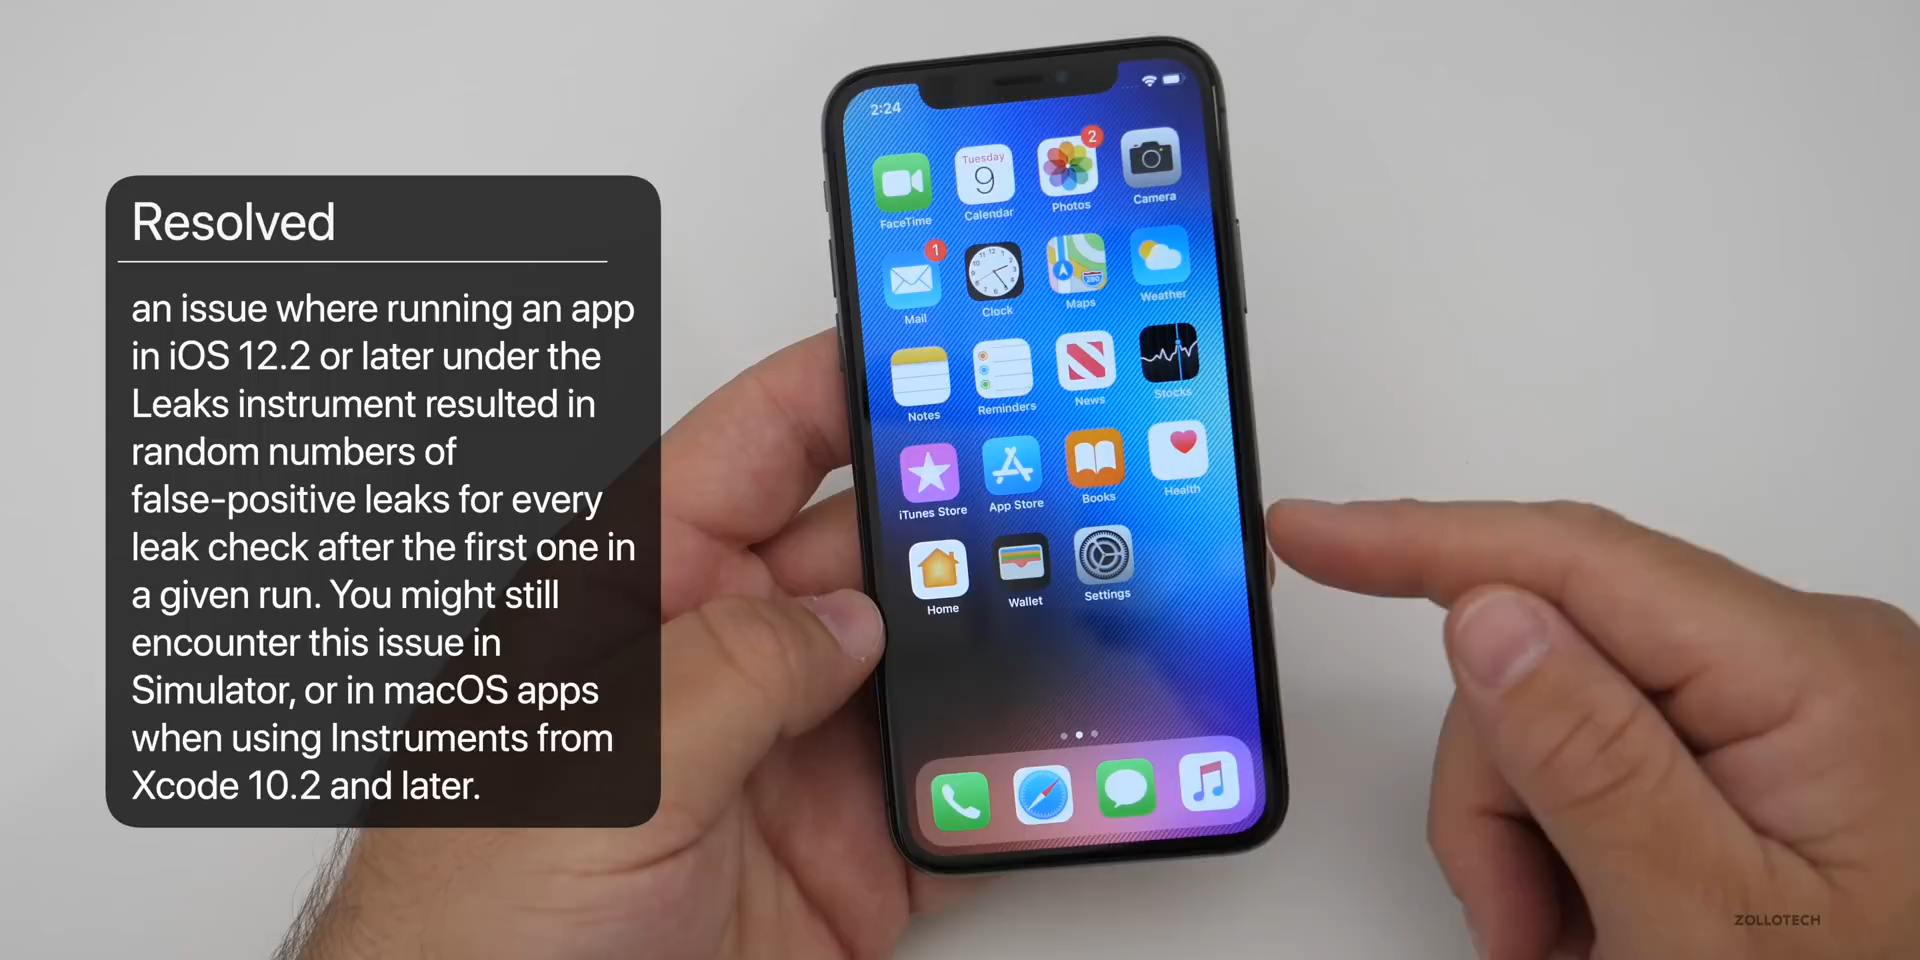 Resolved
an issue where running an app
in iOS 12.2 or later under the
Leaks instrument resulted in
random numbers of
false-positive leaks for every
leak check after the first one in
a given run. You might still
encounter this issue in
Simulator, or in macOS apps
when using Instruments from
Xcode 10.2 and later.
2:24
2
Tuesday
9
FaceTime
Calendar
Photos
Camera
1
Mail
Clock
Maps
Weather
Notes
Reminders
News
Stocks
iTunes Store
App Store
Books
Health
Home
Wallet
Settings
ZOLLOTECH